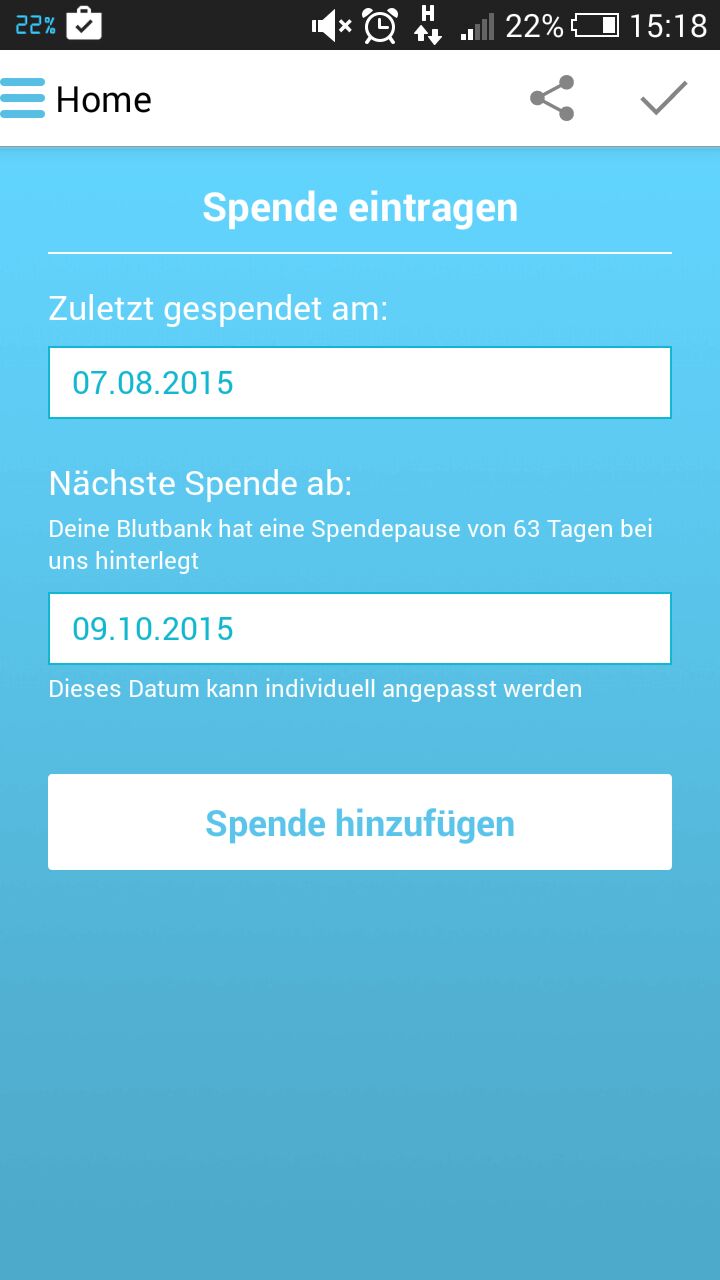 22%
H
22%
15:18
Home
Spende eintragen
Zuletzt gespendet am:
07.08.2015
Nächste Spende ab:
Deine Blutbank hat eine Spendepause von 63 Tagen bei
uns hinterlegt
09.10.2015
Dieses Datum kann individuell angepasst werden
Spende hinzufügen